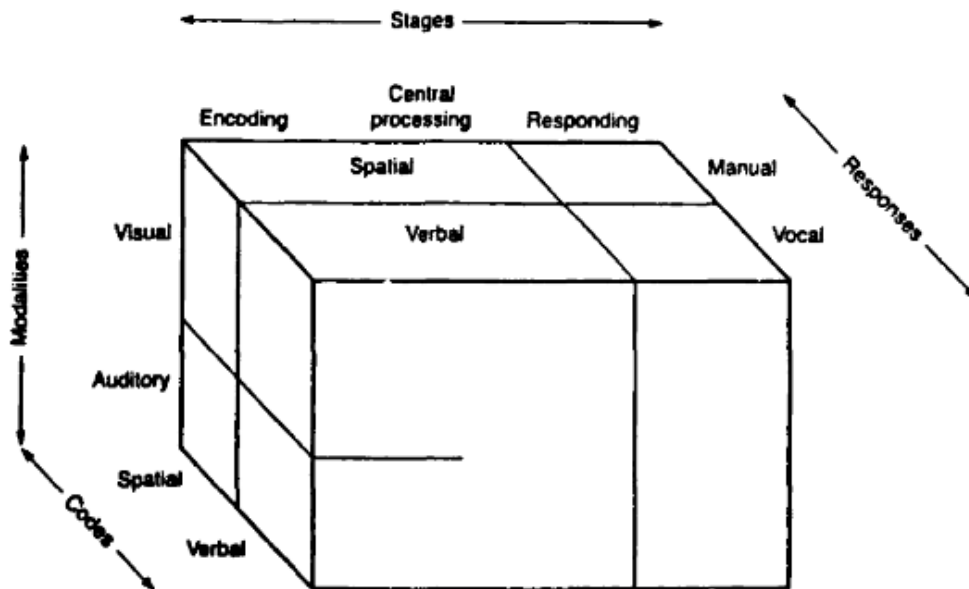 Stages
Central
Encoding processing Responding
Spatial
Manual
Responses
Visual
Verbal
Vocal
Modalities
Auditory
Spatial
Codes
Verbal